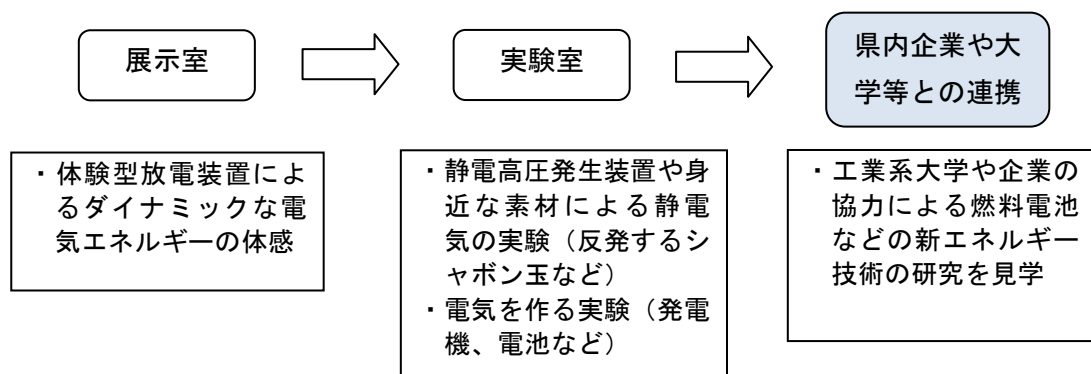 展示室
実験室
県内企業や大
学等との連携
・体験型放電装置によ
るダイナミックな電
気エネルギーの体感
・静電高圧発生装置や身
近な素材による静電
気の実験（反発するシ
ャボン玉など）
・電気を作る実験（発電
機、電池など）
・工業系大学や企業の
協力による燃料電池
などの新エネルギー
技術の研究を見学